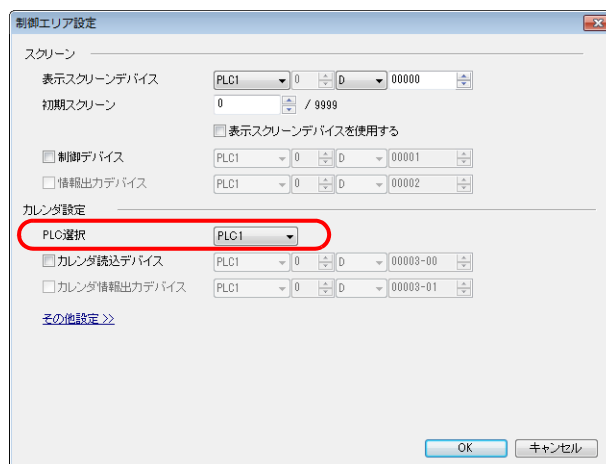 制御エリア設定
スクリーン
表示スクリーンデバイス PLC1 0 D 00000
初期スクリーン 0 / 9999
表示スクリーンデバイスを使用する
制御デバイス PLC1 0 D 00001
情報出力デバイス PLC1 0 D 00002
カレンダ設定
PLC選択 PLC1
カレンダ読込デバイス PLC1 0 D 00003-00
カレンダ情報出力デバイス PLC1 0 D 00003-01
その他設定 >>
OK キャンセル